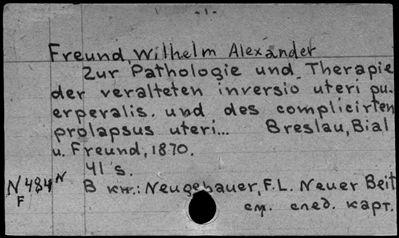 -1-
Freund, Wilhelm Alexander
Zur Pathologie und Therapie
der veralteten inversio uteri pu-
erperalis. und des complicirten
prolapsus uteri... Breslau, Bial
u. Freund, 1870.
41 s.
N 484 N
F
В кн.: Neugebauer, F.L. Neuer Beit
см. след. карт.